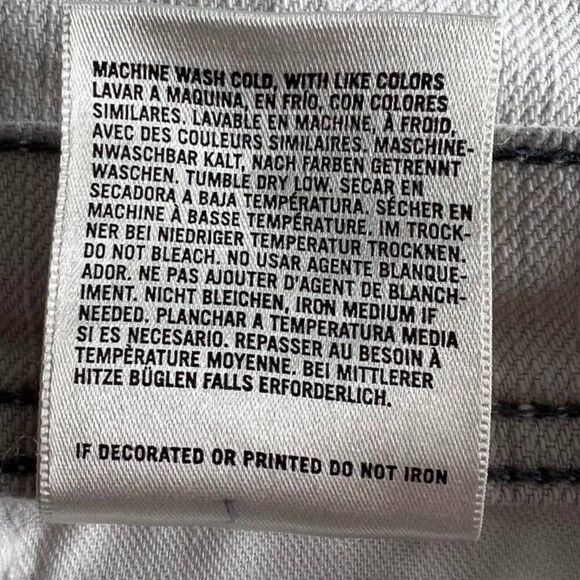 MACHINE WASH COLD, WITH LIKE COLORS
LAVAR A MAQUINA, EN FRÍO, CON COLORES
SIMILARES. LAVABLE EN MACHINE, À FROID,
AVEC DES COULEURS SIMILAIRES. MASCHINE-
NWASCHBAR KALT, NACH FARBEN GETRENNT
WASCHEN. TUMBLE DRY LOW. SECAR EN
SECADORA A BAJA TEMPERATURA. SÉCHER EN
MACHINE À BASSE TEMPÉRATURE. IM TROCK-
NER BEI NIEDRIGER TEMPERATUR TROCKNEN.
DO NOT BLEACH. NO USAR AGENTE BLANQUE-
ADOR. NE PAS AJOUTER D'AGENT DE BLANCH-
IMENT. NICHT BLEICHEN, IRON MEDIUM IF
NEEDED. PLANCHAR A TEMPERATURA MEDIA
SI ES NECESARIO. REPASSER AU BESOIN À
TEMPÉRATURE MOYENNE. BEI MITTLERER
HITZE BÜGLEN FALLS ERFORDERLICH.
IF DECORATED OR PRINTED DO NOT IRON